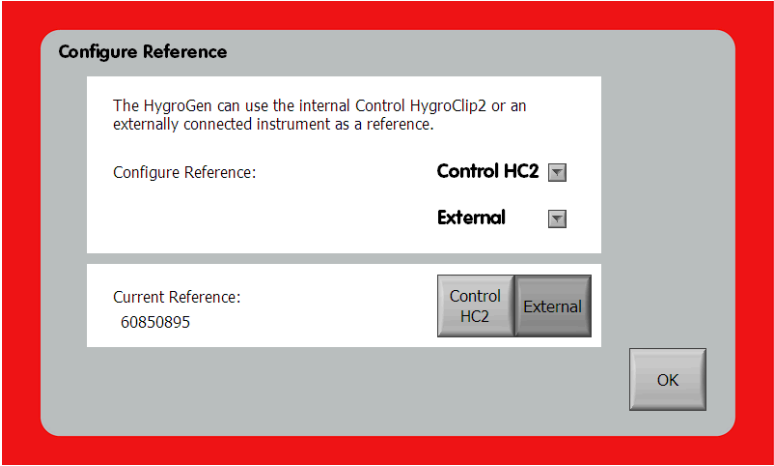 Configure Reference
The HygroGen can use the internal Control HygroClip2 or an
externally connected instrument as a reference.
Configure Reference:
Control HC2
External
Current Reference:
60850895
Control
HC2
External
OK